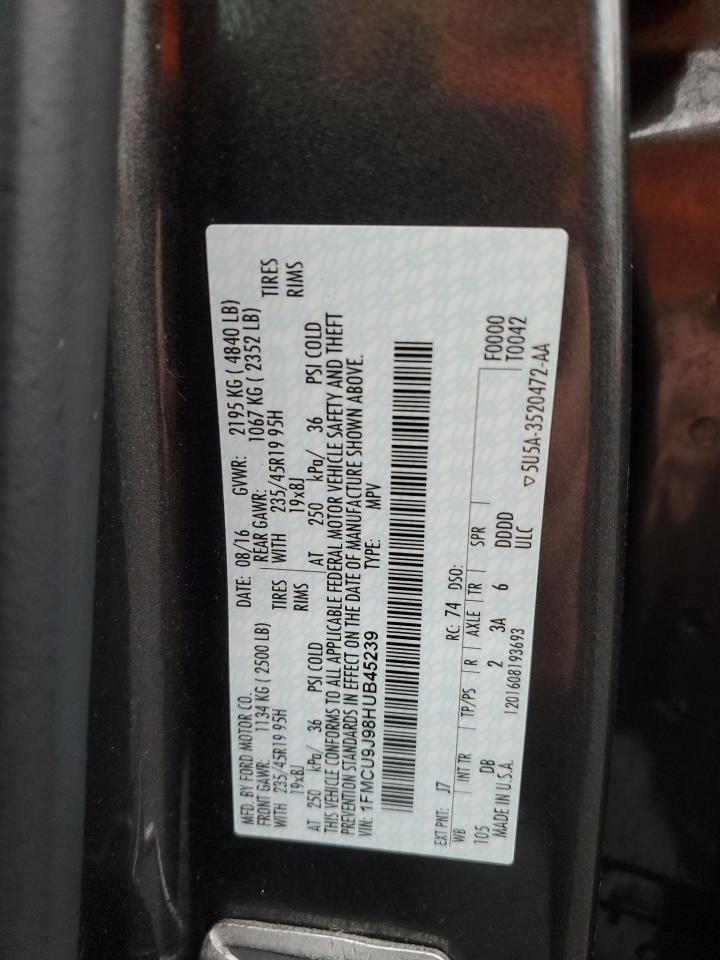 MFD. BY FORD MOTOR CO. DATE: 08/16 GVWR: 2195 KG ( 4840 LB)
FRONT GAWR: 1134 KG ( 2500 LB) REAR GAWR: 1067 KG ( 2352 LB)
WITH 235/45R19 95H TIRES WITH 235/45R19 95H TIRES
19x8J RIMS 19x8J RIMS
AT 250 kPa/ 36 PSI COLD AT 250 kPa/ 36 PSI COLD
THIS VEHICLE CONFORMS TO ALL APPLICABLE FEDERAL MOTOR VEHICLE SAFETY AND THEFT
PREVENTION STANDARDS IN EFFECT ON THE DATE OF MANUFACTURE SHOWN ABOVE.
VIN: 1FMCU9J98HUB45239 TYPE: MPV
EXT PNT: J7 RC: 74 DSO:
WB INT TR TP/PS R AXLE TR SPR F0000
105 DB 2 3A 6 DDDD T0042
MADE IN U.S.A. 1201608193693 ULC ▽5U5A-3520472-AA